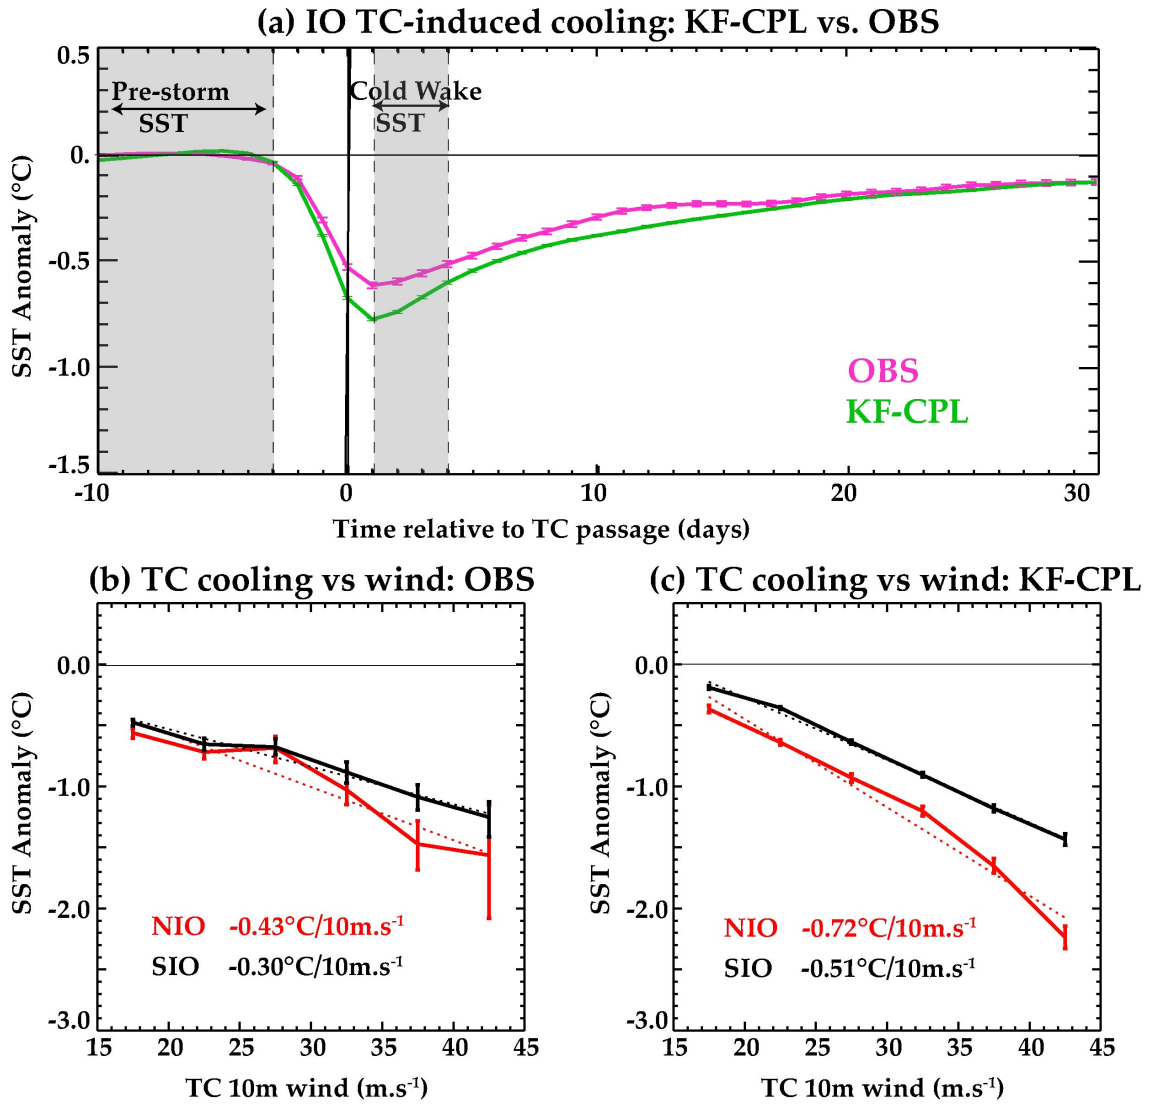 (a) IO TC-induced cooling: KF-CPL vs. OBS
0.5
Pre-storm
SST
Cold Wake
SST
0.
-0.5
-1.0
-1.5
SST Anomaly (°C)
OBS
KF-CPL
-10 0 10 20 30
Time relative to TC passage (days)
(b) TC cooling vs wind: OBS
0.0
-1.0
-2.0
-3.0
SST Anomaly (°C)
NIO -0.43°C/10m.s-1
SIO -0.30°C/10m.s-1
15 20 25 30 35 40 45
TC 10m wind (m.s-1)
(c) TC cooling vs wind: KF-CPL
0.0
-1.0
-2.0
-3.0
SST Anomaly (°C)
NIO -0.72°C/10m.s-1
SIO -0.51°C/10m.s-1
15 20 25 30 35 40 45
TC 10m wind (m.s-1)